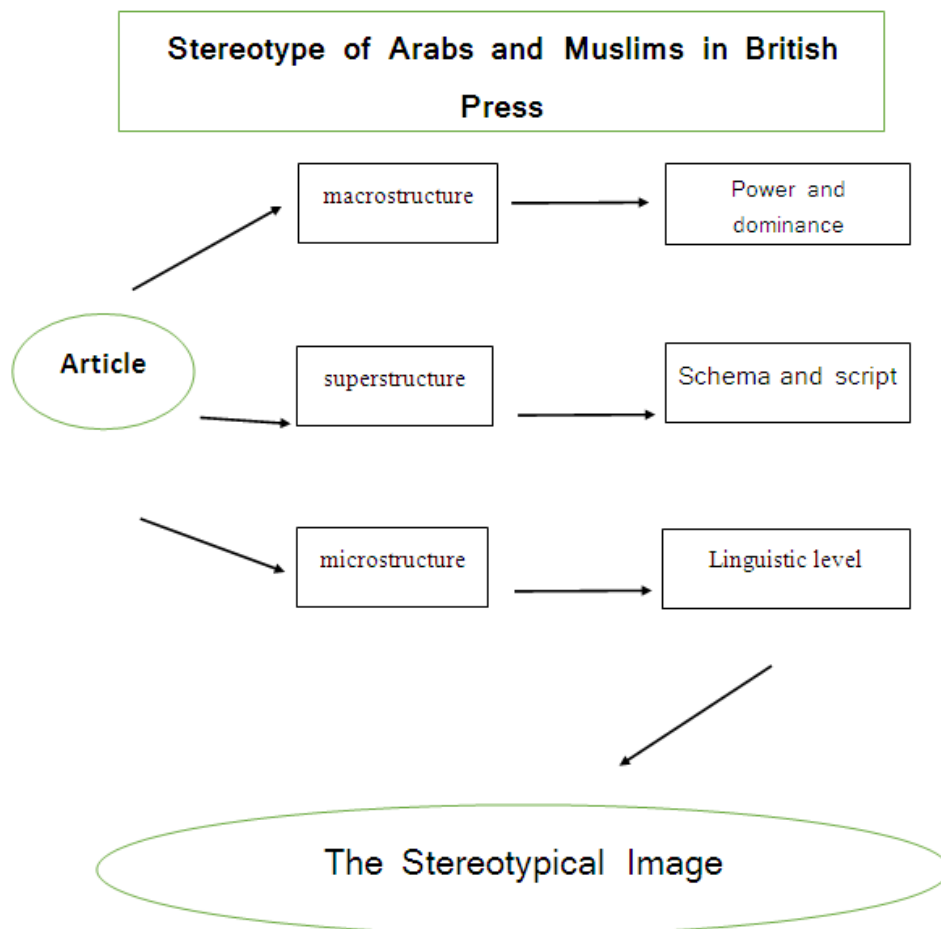 Stereotype of Arabs and Muslims in British
Press
macrostructure
Power and
dominance
Article
superstructure
Schema and script
microstructure
Linguistic level
The Stereotypical Image